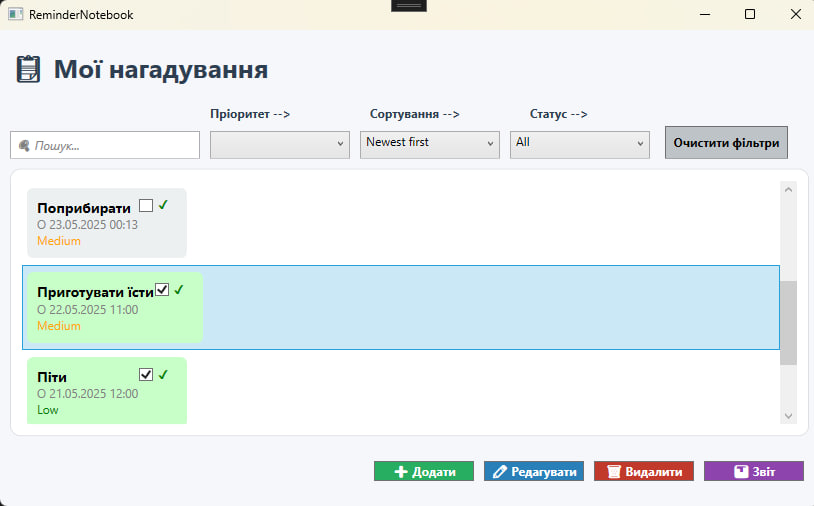 ReminderNotebook
Мої нагадування
Пріоритет --> Сортування --> Статус -->
Пошук... Newest first All Очистити фільтри
Поприбирати ✓
О 23.05.2025 00:13
Medium
Приготувати їсти ✓
О 22.05.2025 11:00
Medium
Піти ✓
О 21.05.2025 12:00
Low
Додати Редагувати Видалити Звіт